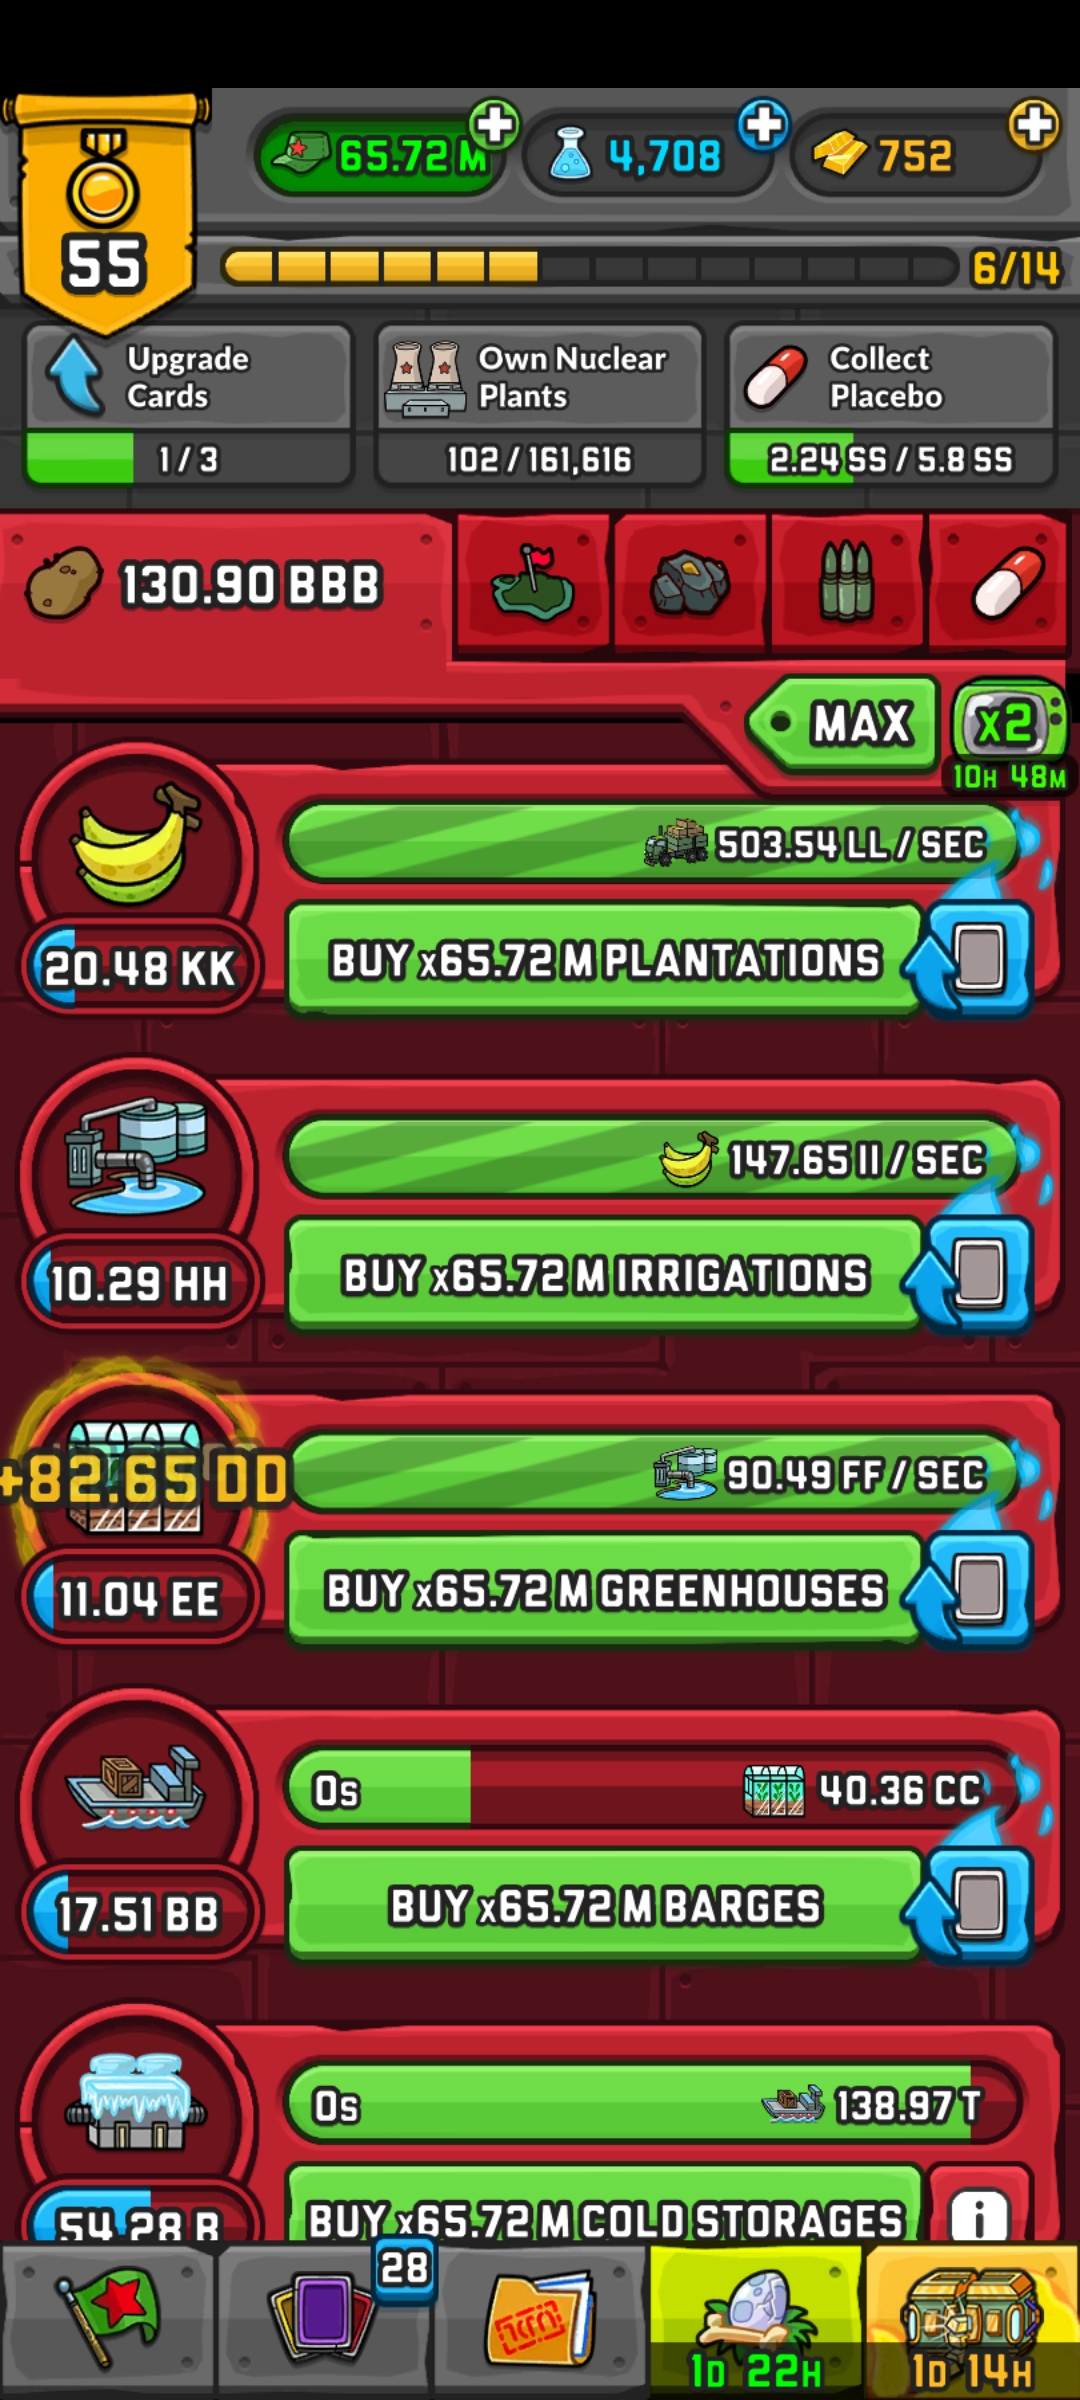 65.72 M
4,708
752
55
6/14
Upgrade
Cards
1 / 3
Own Nuclear
Plants
102 / 161,616
Collect
Placebo
2.24 SS / 5.8 SS
130.90 BBB
MAX
x2
10H 48M
503.54 LL / SEC
20.48 KK
BUY x65.72 M PLANTATIONS
147.65 II / SEC
10.29 HH
BUY x65.72 M IRRIGATIONS
+82.65 DD
90.49 FF / SEC
11.04 EE
BUY x65.72 M GREENHOUSES
0s
40.36 CC
17.51 BB
BUY x65.72 M BARGES
0s
138.97 T
54.28 B
BUY x65.72 M COLD STORAGES
i
28
1D 22H
1D 14H